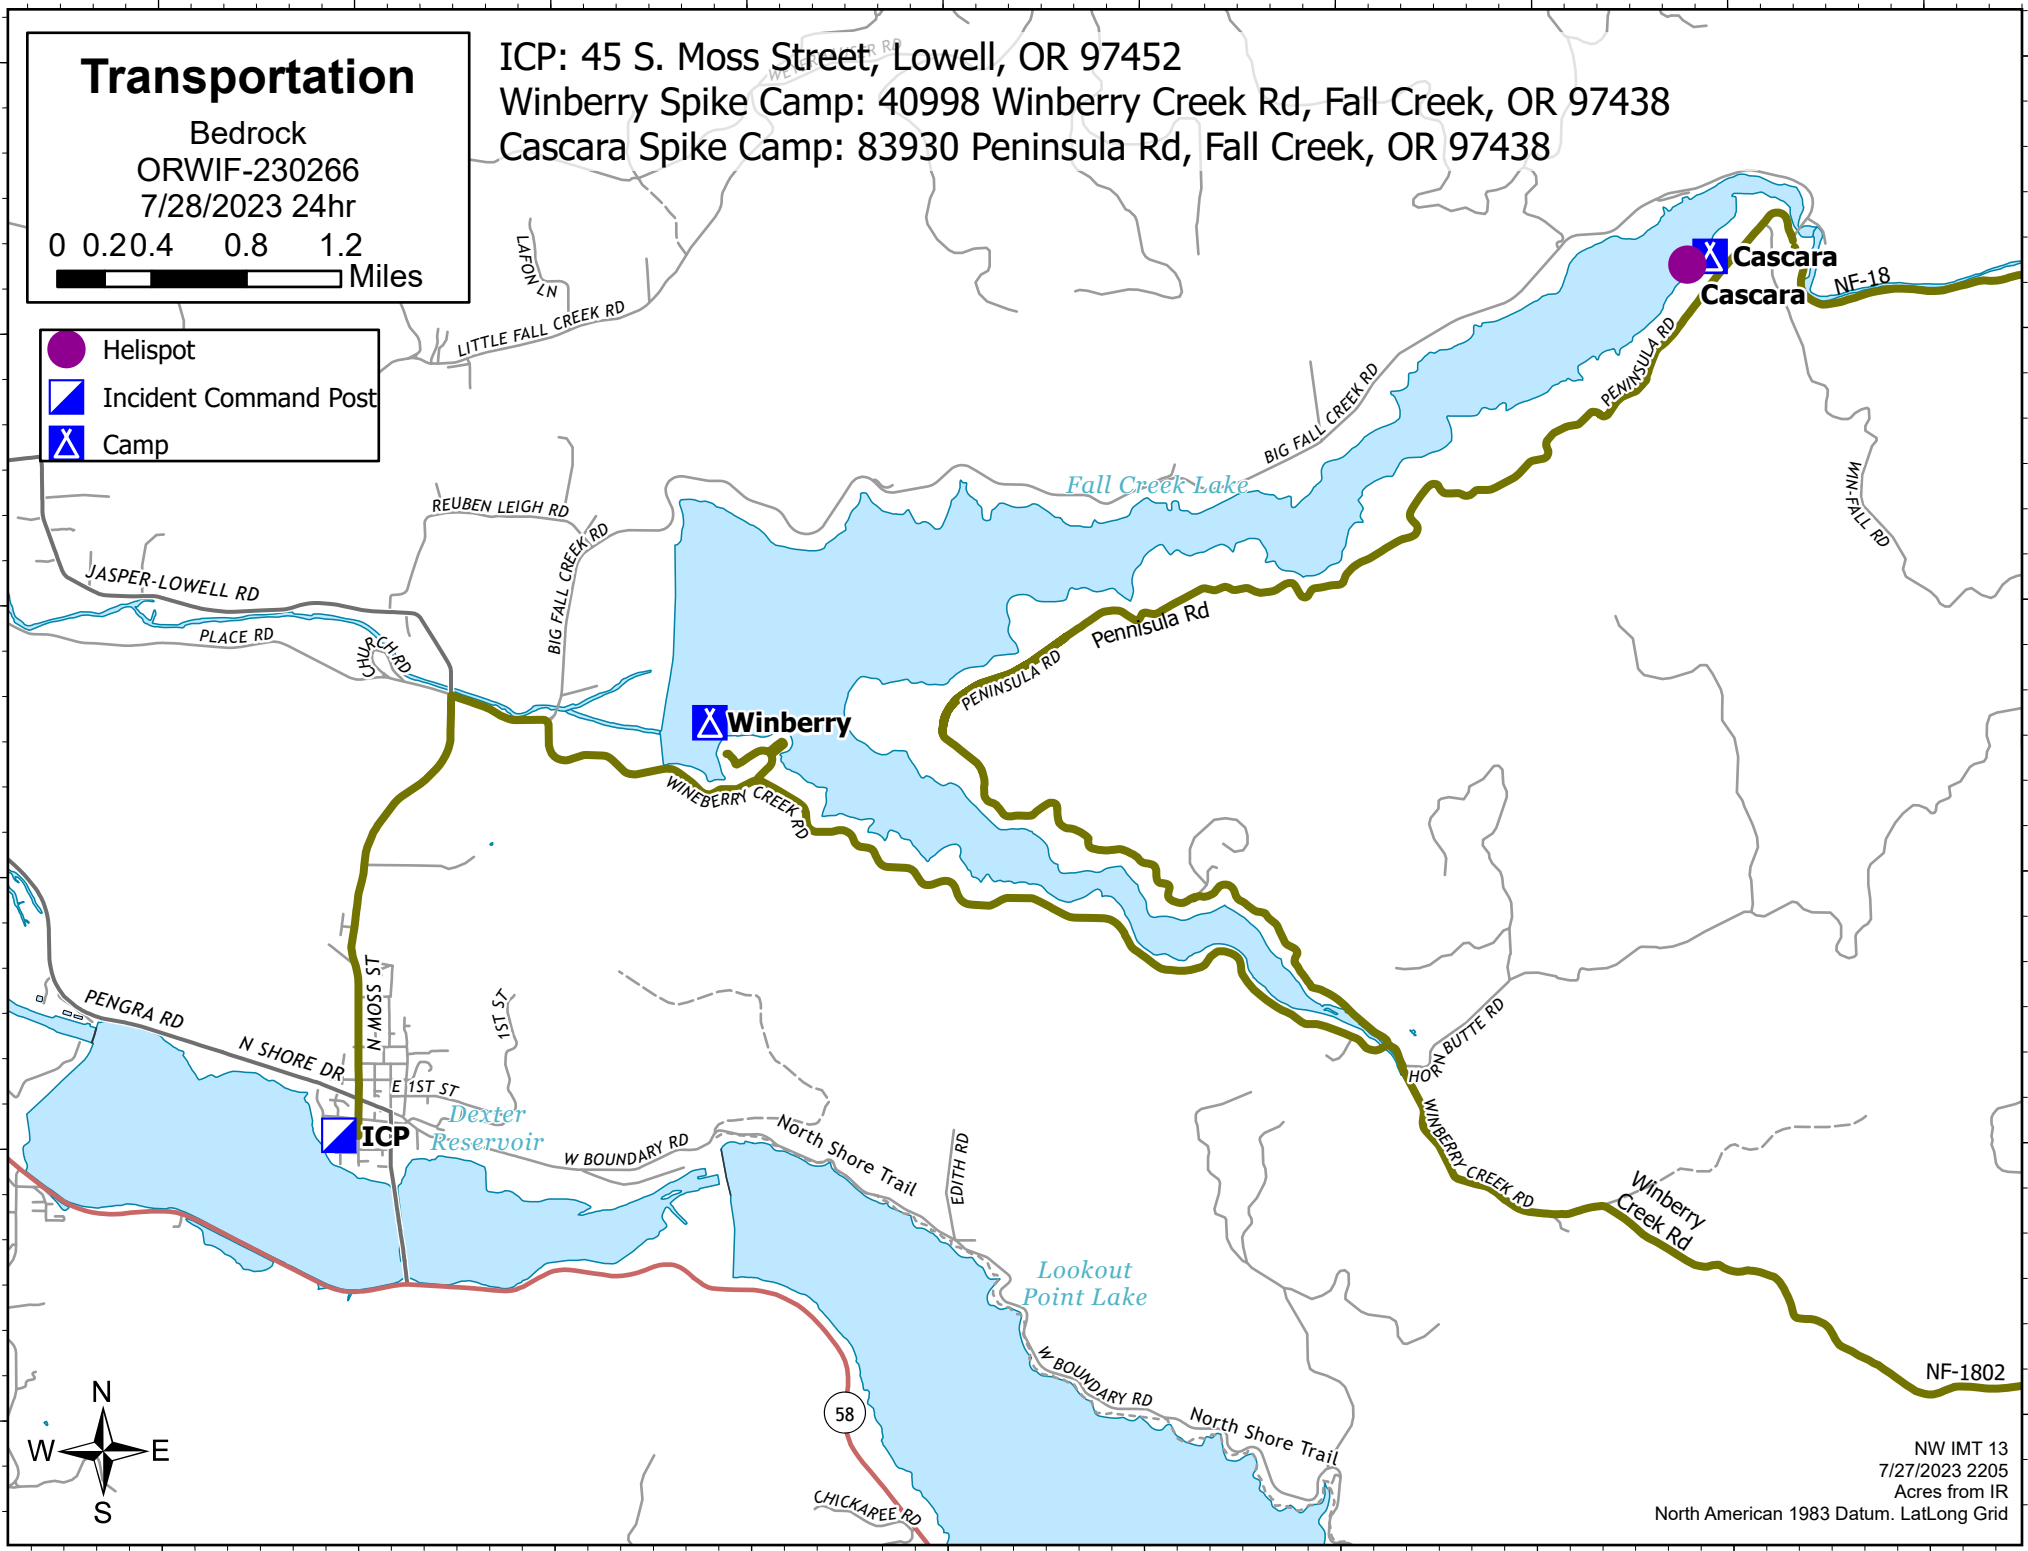 Transportation
Bedrock
ORWIF-230266
7/28/2023 24hr
0 0.2 0.4 0.8 1.2
Miles
ICP: 45 S. Moss Street, Lowell, OR 97452
Winberry Spike Camp: 40998 Winberry Creek Rd, Fall Creek, OR 97438
Cascara Spike Camp: 83930 Peninsula Rd, Fall Creek, OR 97438
Helispot
Incident Command Post
Camp
LAFON LN
LITTLE FALL CREEK RD
Cascara
Cascara
NF-18
PENINSULA RD
BIG FALL CREEK RD
Fall Creek Lake
WIN-FALL RD
REUBEN LEIGH RD
BIG FALL CREEK RD
JASPER-LOWELL RD
PLACE RD
CHURCH RD
Pennisula Rd
PENINSULA RD
Winberry
WINEBERRY CREEK RD
N MOSS ST
1ST ST
PENGRA RD
N SHORE DR
E 1ST ST
HORN BUTTE RD
ICP
Dexter
Reservoir
W BOUNDARY RD
North Shore Trail
EDITH RD
WINBERRY CREEK RD
Winberry
Creek Rd
Lookout
Point Lake
W BOUNDARY RD
North Shore Trail
NF-1802
58
CHICKAREE RD
N
W E
S
NW IMT 13
7/27/2023 2205
Acres from IR
North American 1983 Datum. LatLong Grid